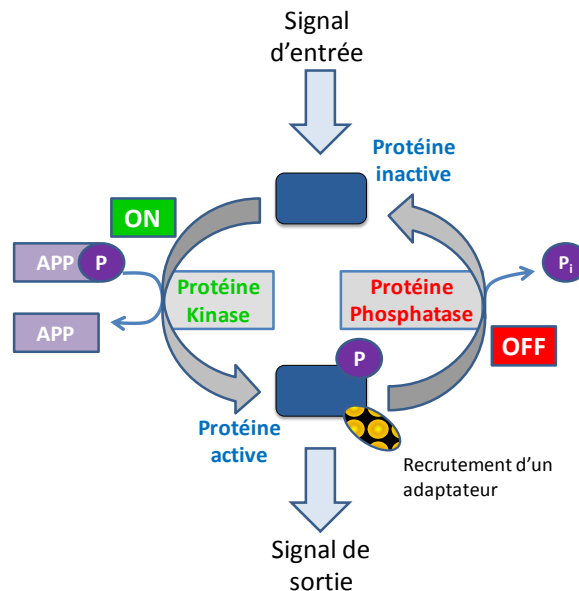 Signal
d'entrée
Protéine
inactive
ON
APP P
APP
Protéine
Kinase
Protéine
Phosphatase
P i
OFF
P
Protéine
active
Recrutement d'un
adaptateur
Signal de
sortie